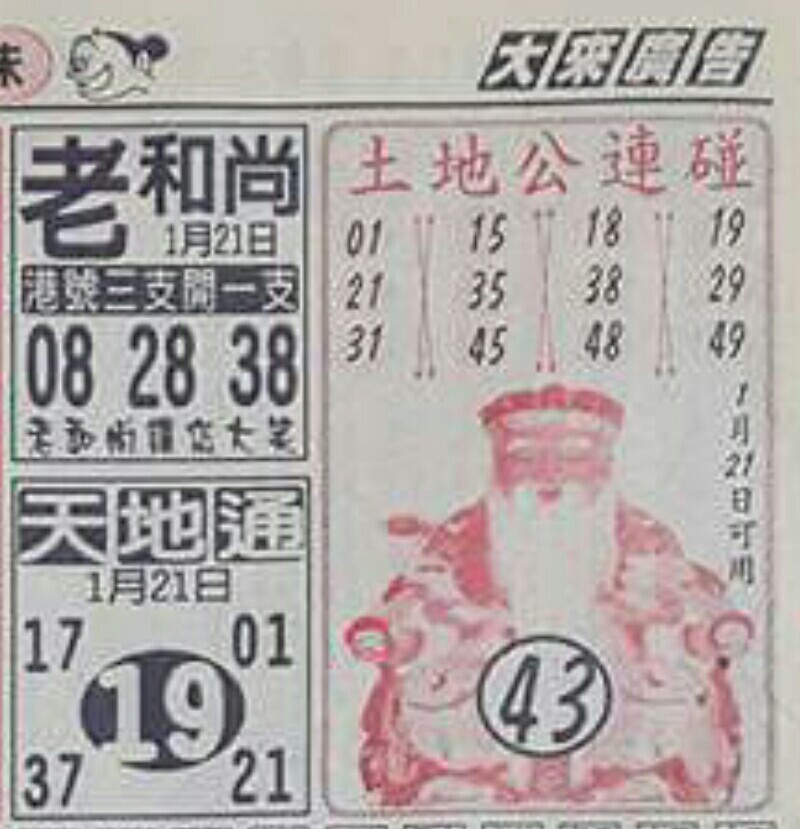 大來廣告
老和尚
1月21日
港號三支開一支
08 28 38
天地通
1月21日
17 01
19
37 21
土地公連碰
01 15 18 19
21 35 38 29
31 45 48 49
1月21日可用
43